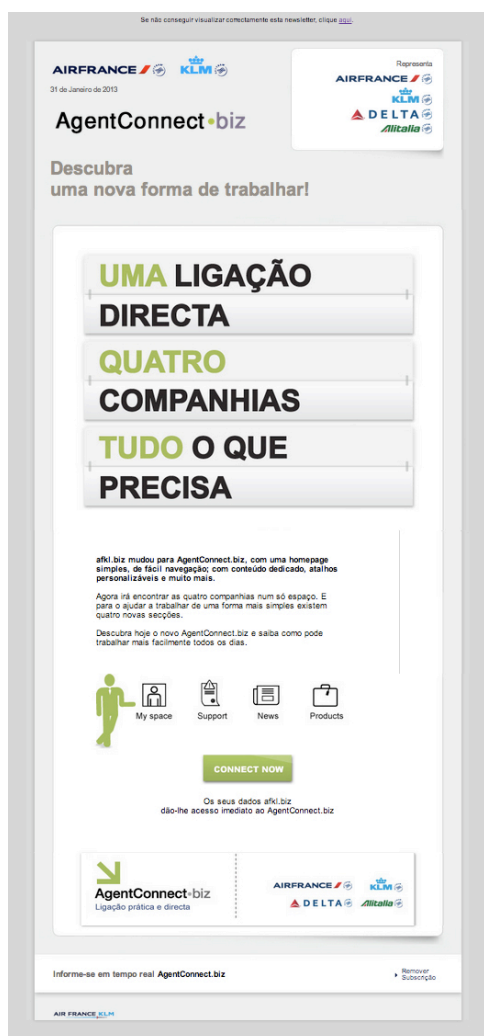 Se não conseguir visualizar correctamente esta newsletter, clique aqui.
AIRFRANCE KLM
31 de Janeiro de 2013
AgentConnect•biz
Representa
AIRFRANCE
KLM
DELTA
Alitalia
Descubra
uma nova forma de trabalhar!
UMA LIGAÇÃO
DIRECTA
QUATRO
COMPANHIAS
TUDO O QUE
PRECISA
afkl.biz mudou para AgentConnect.biz, com uma homepage
simples, de fácil navegação; com conteúdo dedicado, atalhos
personalizáveis e muito mais.
Agora irá encontrar as quatro companhias num só espaço. E
para o ajudar a trabalhar de uma forma mais simples existem
quatro novas secções.
Descubra hoje o novo AgentConnect.biz e saiba como pode
trabalhar mais facilmente todos os dias.
My space Support News Products
CONNECT NOW
Os seus dados afkl.biz
dão-lhe acesso imediato ao AgentConnect.biz
AgentConnect•biz
Ligação prática e directa
AIRFRANCE KLM
DELTA Alitalia
Informe-se em tempo real AgentConnect.biz
Remover
Subscrição
AIR FRANCE KLM